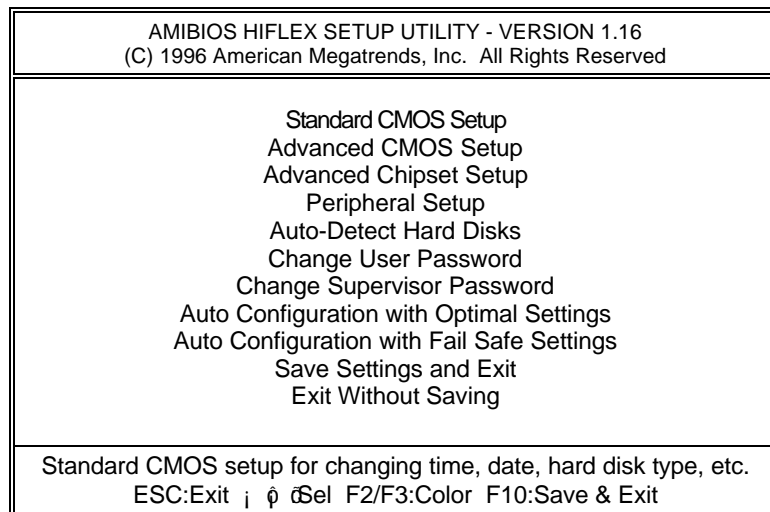 AMIBIOS HIFLEX SETUP UTILITY - VERSION 1.16
(C) 1996 American Megatrends, Inc. All Rights Reserved
Standard CMOS Setup
Advanced CMOS Setup
Advanced Chipset Setup
Peripheral Setup
Auto-Detect Hard Disks
Change User Password
Change Supervisor Password
Auto Configuration with Optimal Settings
Auto Configuration with Fail Safe Settings
Save Settings and Exit
Exit Without Saving
Standard CMOS setup for changing time, date, hard disk type, etc.
ESC:Exit ¡ Sel F2/F3:Color F10:Save & Exit